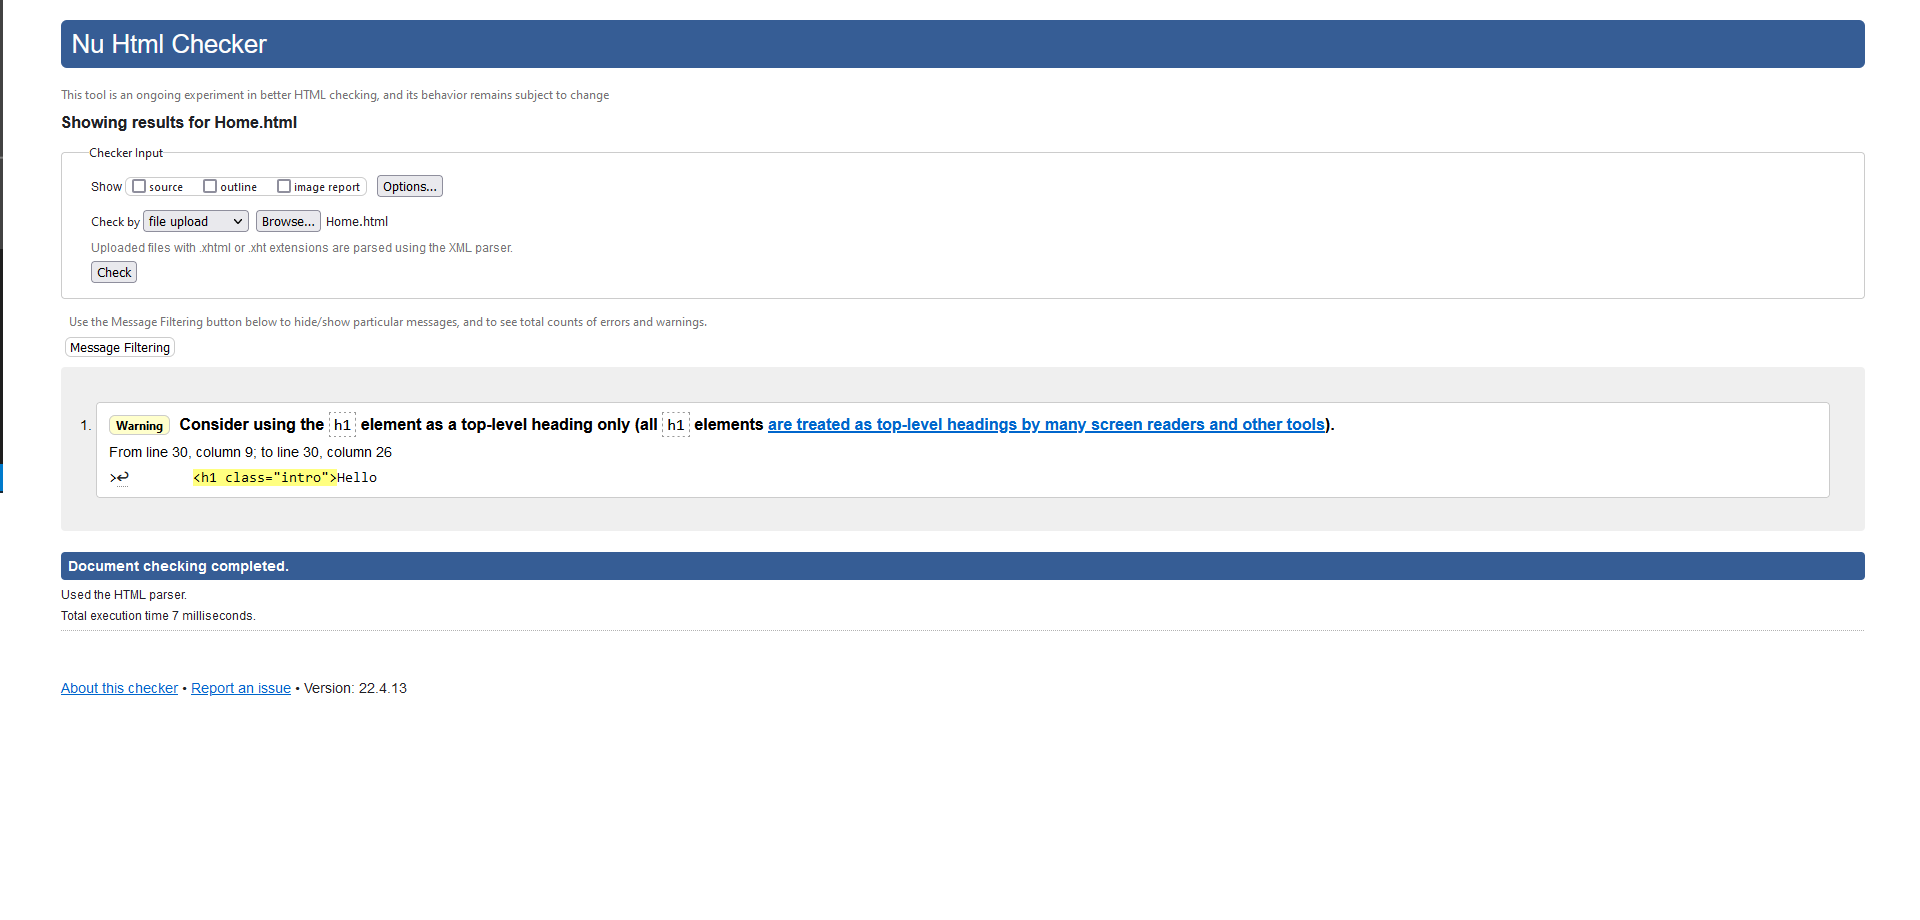 Nu Html Checker
This tool is an ongoing experiment in better HTML checking, and its behavior remains subject to change
Showing results for Home.html
Checker Input
Show source outline image report Options...
Check by file upload Browse... Home.html
Uploaded files with .xhtml or .xht extensions are parsed using the XML parser.
Check
Use the Message Filtering button below to hide/show particular messages, and to see total counts of errors and warnings.
Message Filtering
1. Warning Consider using the h1 element as a top-level heading only (all h1 elements are treated as top-level headings by many screen readers and other tools).
From line 30, column 9; to line 30, column 26
>↩ <h1 class="intro">Hello
Document checking completed.
Used the HTML parser.
Total execution time 7 milliseconds.
About this checker • Report an issue • Version: 22.4.13